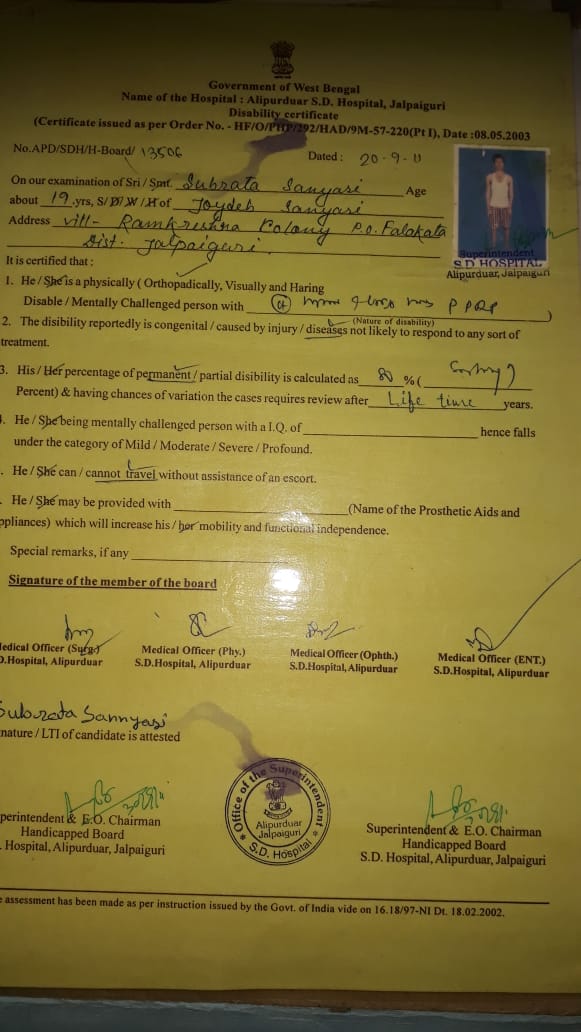 Government of West Bengal
Name of the Hospital : Alipurduar S.D. Hospital, Jalpaiguri
Disability certificate
(Certificate issued as per Order No. - HF/O/PHP/292/HAD/9M-57-220(Pt I), Date :08.05.2003
No.APD/SDH/H-Board/ 13506 Dated : 20-9-11
On our examination of Sri / Smt. Subrata Sanyasi Age
about 19 .yrs, S/ D/ W / H of Joydeb Sanyasi
Address Vill- Ramkrishna Colony P.O. Falakata
Dist. Jalpaiguri.
Superintendent
S.D HOSPITAL
Alipurduar, Jalpaiguri
It is certified that :
1. He / She is a physically ( Orthopadically, Visually and Haring
Disable / Mentally Challenged person with PPRP )
(Nature of disability)
2. The disibility reportedly is congenital / caused by injury / diseases not likely to respond to any sort of
treatment.
3. His / Her percentage of permanent / partial disibility is calculated as 80 % ( )
Percent) & having chances of variation the cases requires review after Life time years.
. He / She being mentally challenged person with a I.Q. of hence falls
under the category of Mild / Moderate / Severe / Profound.
. He / She can / cannot travel without assistance of an escort.
. He / She may be provided with (Name of the Prosthetic Aids and
ppliances) which will increase his / her mobility and functional independence.
Special remarks, if any
Signature of the member of the board
edical Officer (Surg.) Medical Officer (Phy.) Medical Officer (Ophth.) Medical Officer (ENT.)
.D.Hospital, Alipurduar S.D.Hospital, Alipurduar S.D.Hospital, Alipurduar S.D.Hospital, Alipurduar
Subrata Sannyasi
nature / LTI of candidate is attested
Office of the Superintendent
Alipurduar
Jalpaiguri
* S.D. Hospital *
perintendent & E.O. Chairman
Handicapped Board
. Hospital, Alipurduar, Jalpaiguri
Superintendent & E.O. Chairman
Handicapped Board
S.D. Hospital, Alipurduar, Jalpaiguri
e assessment has been made as per instruction issued by the Govt. of India vide on 16.18/97-NI Dt. 18.02.2002.